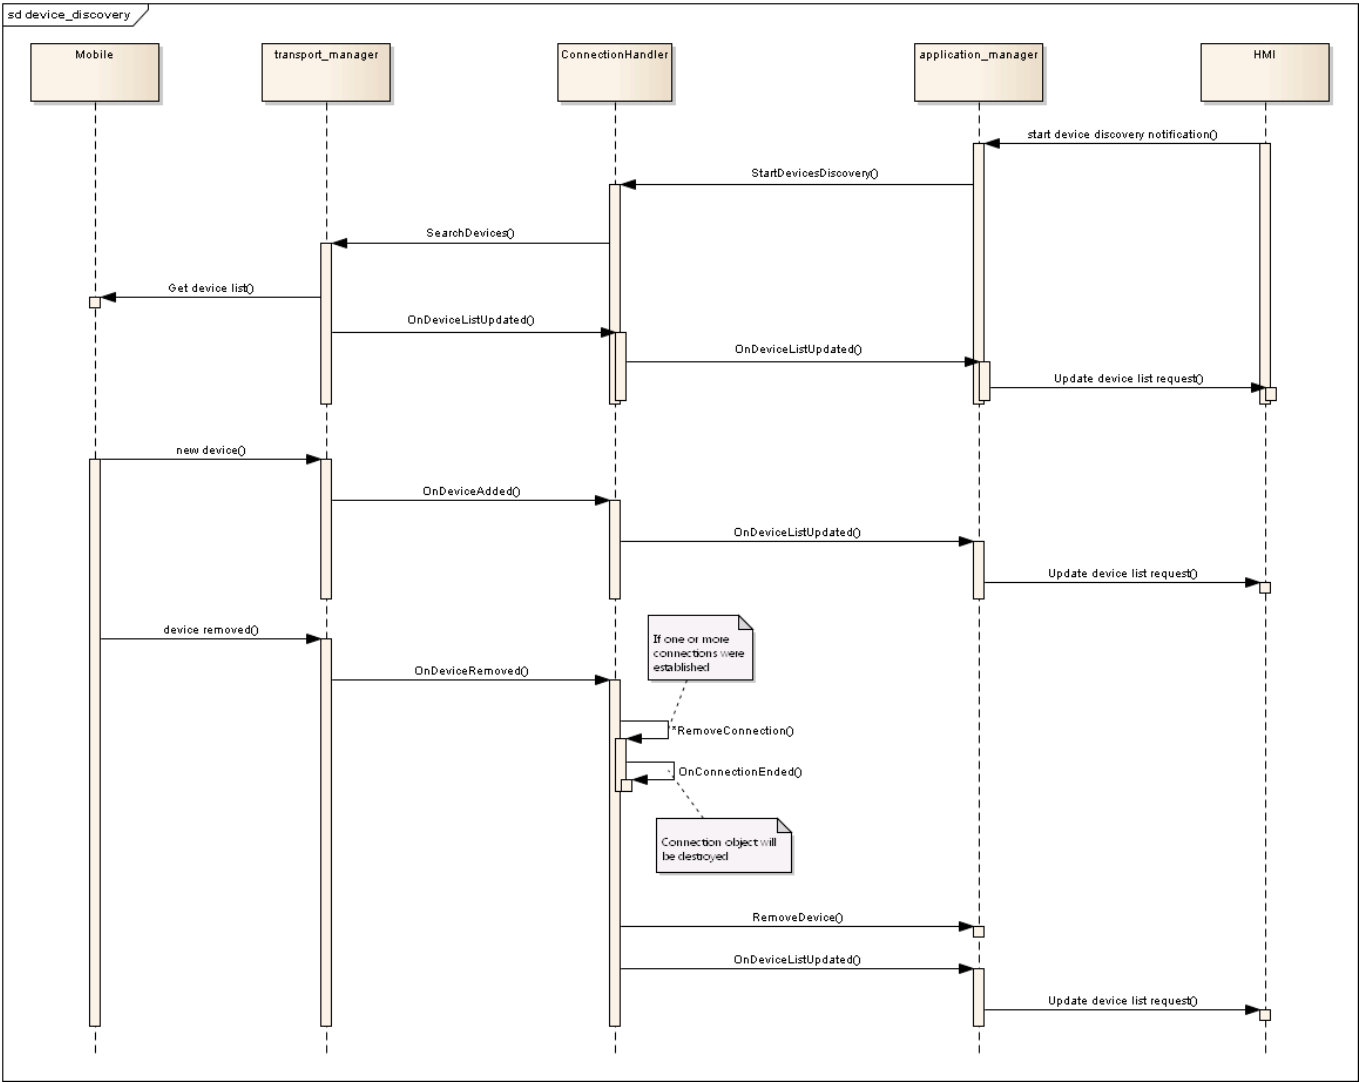 sd device_discovery
Mobile
transport_manager
ConnectionHandler
application_manager
HMI
start device discovery notification()
StartDevicesDiscovery()
SearchDevices()
Get device list()
OnDeviceListUpdated()
OnDeviceListUpdated()
Update device list request()
new device()
OnDeviceAdded()
OnDeviceListUpdated()
Update device list request()
device removed()
If one or more
connections were
established
OnDeviceRemoved()
*RemoveConnection()
OnConnectionEnded()
Connection object will
be destroyed
RemoveDevice()
OnDeviceListUpdated()
Update device list request()